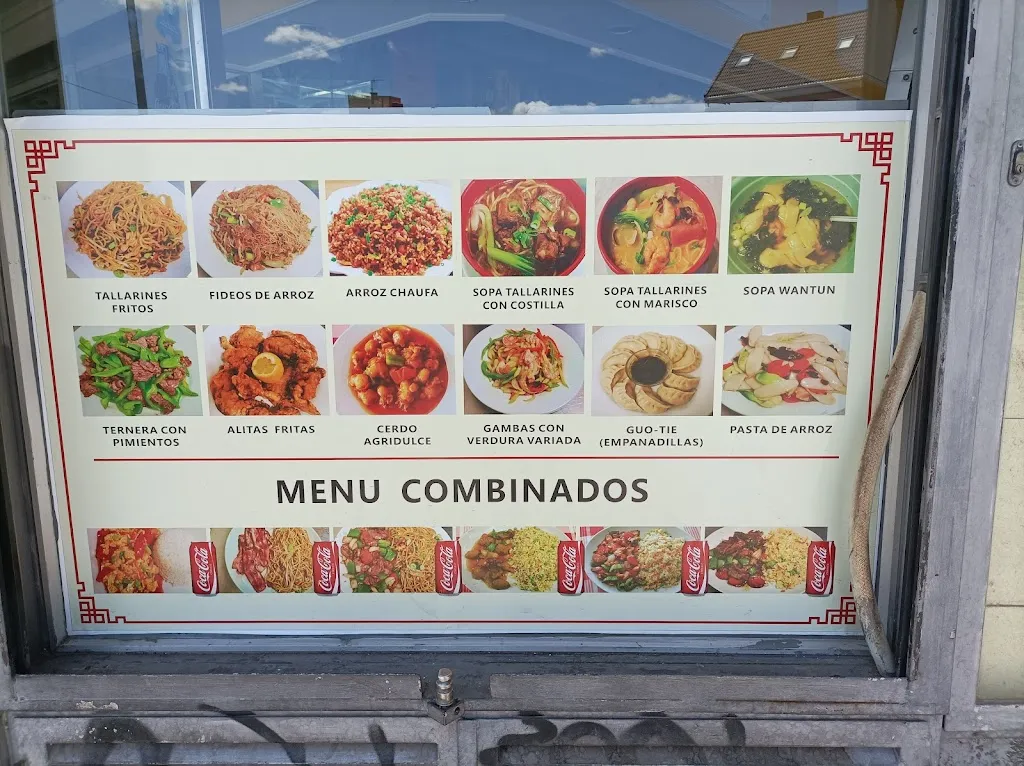 TALLARINES
FRITOS
FIDEOS DE ARROZ
ARROZ CHAUFA
SOPA TALLARINES
CON COSTILLA
SOPA TALLARINES
CON MARISCO
SOPA WANTUN
TERNERA CON
PIMIENTOS
ALITAS FRITAS
CERDO
AGRIDULCE
GAMBAS CON
VERDURA VARIADA
GUO-TIE
(EMPANADILLAS)
PASTA DE ARROZ
MENU COMBINADOS
Coca-Cola
Coca-Cola
Coca-Cola
Coca-Cola
Coca-Cola
Coca-Cola